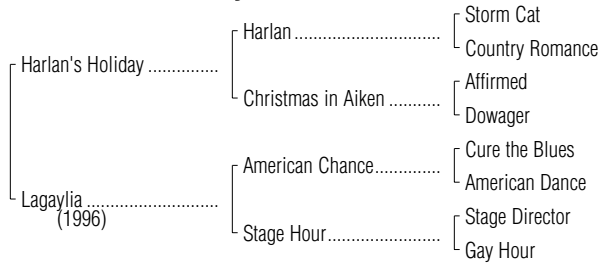 Storm Cat
Harlan
Country Romance
Harlan's Holiday
Affirmed
Christmas in Aiken
Dowager
Cure the Blues
American Chance
American Dance
Lagaylia
(1996)
Stage Director
Stage Hour
Gay Hour